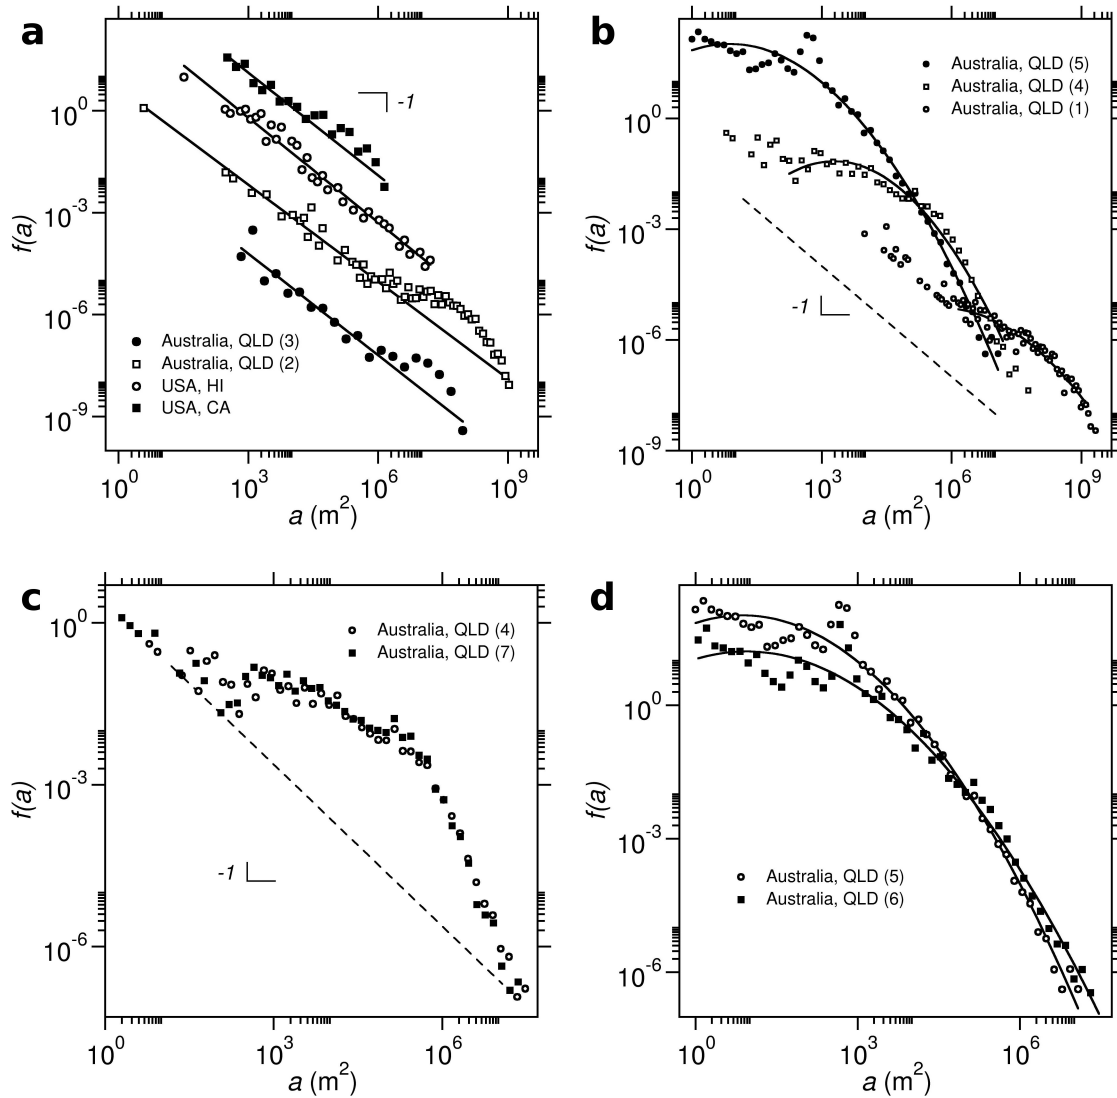 a
10^0
10^-3
10^-6
10^-9
f(a)
-1
Australia, QLD (3)
Australia, QLD (2)
USA, HI
USA, CA
10^0 10^3 10^6 10^9
a (m^2)
b
10^0
10^-3
10^-6
10^-9
f(a)
Australia, QLD (5)
Australia, QLD (4)
Australia, QLD (1)
-1
10^0 10^3 10^6 10^9
a (m^2)
c
10^0
10^-3
10^-6
f(a)
Australia, QLD (4)
Australia, QLD (7)
-1
10^0 10^3 10^6
a (m^2)
d
10^0
10^-3
10^-6
f(a)
Australia, QLD (5)
Australia, QLD (6)
10^0 10^3 10^6
a (m^2)